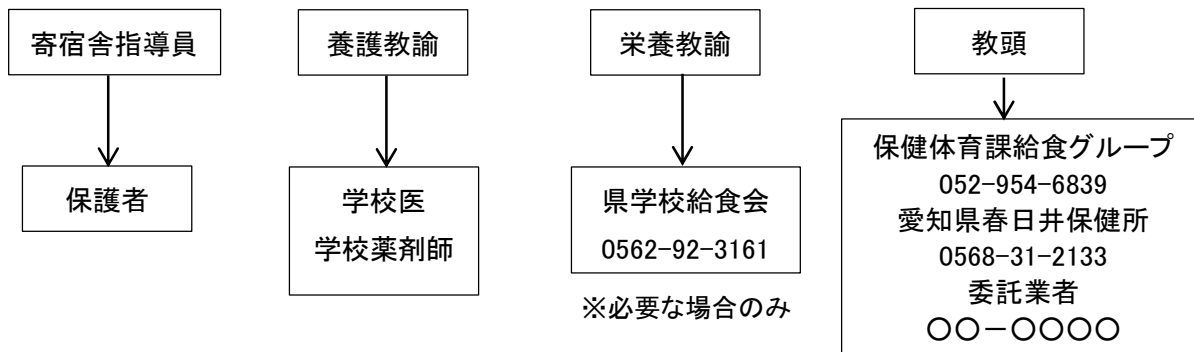 寄宿舎指導員
養護教諭
栄養教諭
教頭
保護者
学校医
学校薬剤師
県学校給食会
0562-92-3161
※必要な場合のみ
保健体育課給食グループ
052-954-6839
愛知県春日井保健所
0568-31-2133
委託業者
〇〇－〇〇〇〇